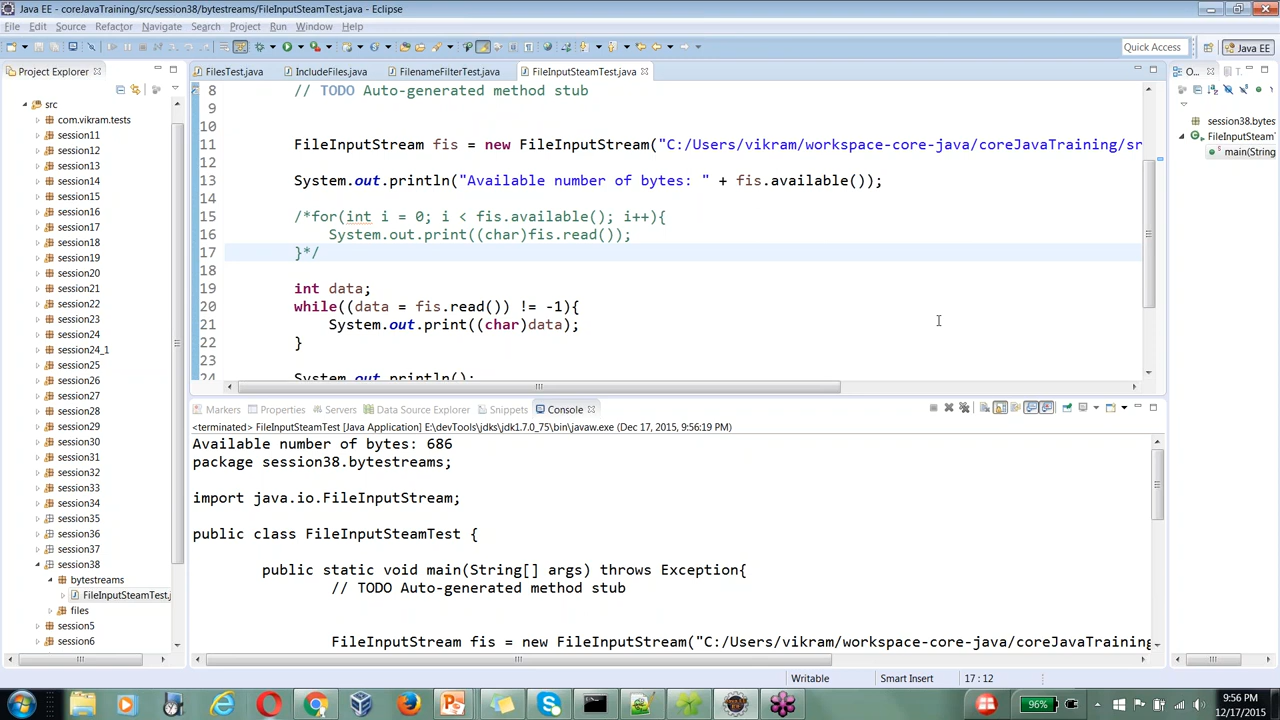 Java EE - coreJavaTraining/src/session38/bytestreams/FileInputSteamTest.java - Eclipse
File Edit Source Refactor Navigate Search Project Run Window Help
Quick Access
Java EE
Project Explorer
FilesTest.java
IncludeFiles.java
FilenameFilterTest.java
FileInputSteamTest.java
O...
src
com.vikram.tests
session11
session12
session13
session14
session15
session16
session17
session18
session19
session20
session21
session22
session23
session24
session24_1
session25
session26
session27
session28
session29
session30
session31
session32
session33
session34
session35
session36
session37
session38
bytestreams
FileInputSteamTest.j
files
session5
session6
8 // TODO Auto-generated method stub
9
10
11 FileInputStream fis = new FileInputStream("C:/Users/vikram/workspace-core-java/coreJavaTraining/sr
12
13 System.out.println("Available number of bytes: " + fis.available());
14
15 /*for(int i = 0; i < fis.available(); i++){
16 System.out.print((char)fis.read());
17 }*/
18
19 int data;
20 while((data = fis.read()) != -1){
21 System.out.print((char)data);
22 }
23
24 System.out.println();
session38.bytes
FileInputSteam
main(String
Markers Properties Servers Data Source Explorer Snippets Console
<terminated> FileInputSteamTest [Java Application] E:\devTools\jdks\jdk1.7.0_75\bin\javaw.exe (Dec 17, 2015, 9:56:19 PM)
Available number of bytes: 686
package session38.bytestreams;
import java.io.FileInputStream;
public class FileInputSteamTest {
public static void main(String[] args) throws Exception{
// TODO Auto-generated method stub
FileInputStream fis = new FileInputStream("C:/Users/vikram/workspace-core-java/coreJavaTraining
Writable
Smart Insert
17 : 12
96%
9:56 PM
12/17/2015